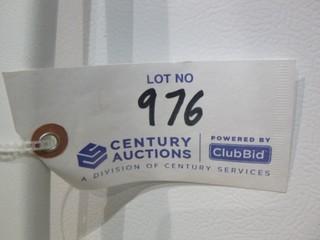 LOT NO
976
CENTURY AUCTIONS
POWERED BY
ClubBid
A DIVISION OF CENTURY SERVICES